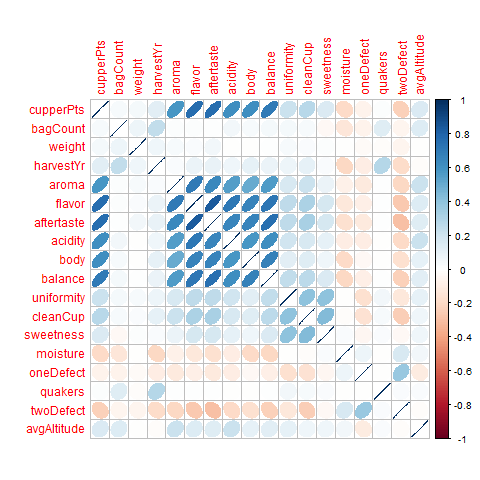 cupperPts
bagCount
weight
harvestYr
aroma
flavor
aftertaste
acidity
body
balance
uniformity
cleanCup
sweetness
moisture
oneDefect
quakers
twoDefect
avgAltitude
cupperPts
bagCount
weight
harvestYr
aroma
flavor
aftertaste
acidity
body
balance
uniformity
cleanCup
sweetness
moisture
oneDefect
quakers
twoDefect
avgAltitude
1
0.8
0.6
0.4
0.2
0
-0.2
-0.4
-0.6
-0.8
-1